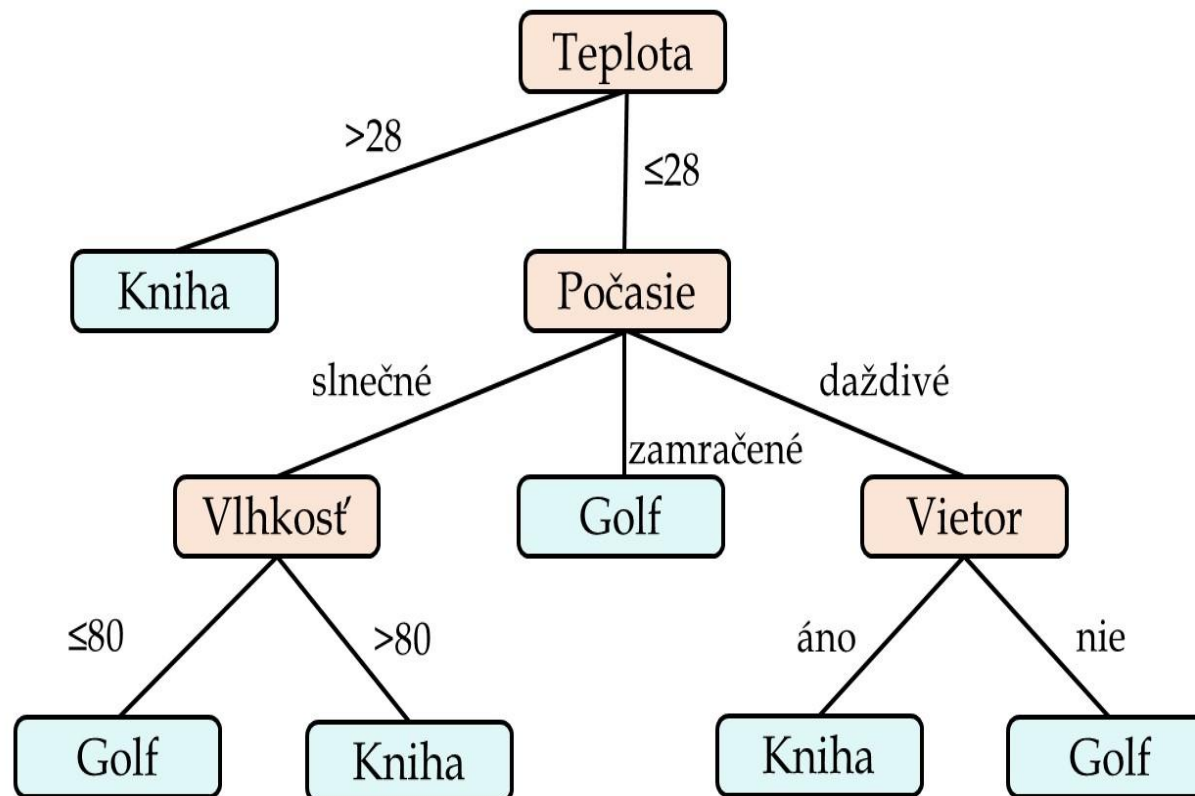 Teplota
>28
≤28
Kniha
Počasie
slnečné
daždivé
zamračené
Vlhkosť
Golf
Vietor
≤80
>80
áno
nie
Golf
Kniha
Kniha
Golf